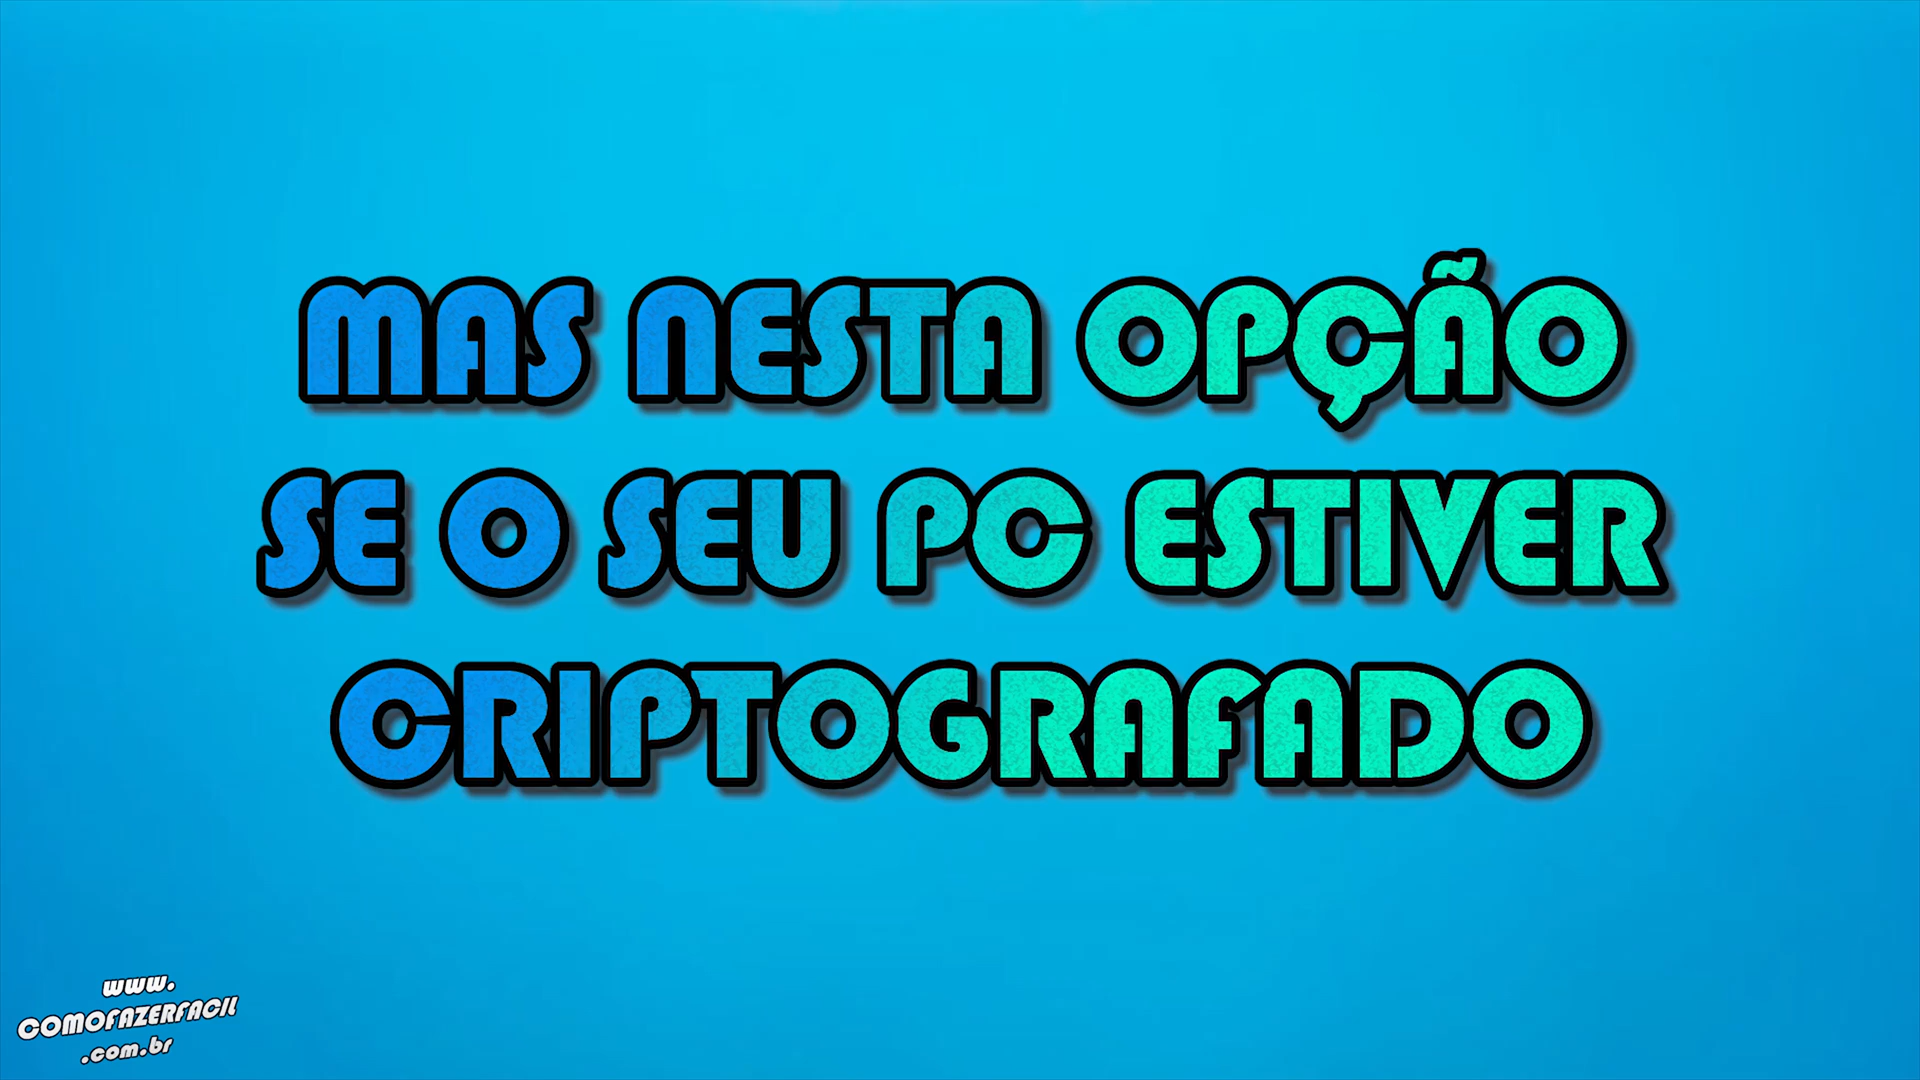 MAS NESTA OPÇÃO
SE O SEU PC ESTIVER
CRIPTOGRAFADO
www.
COMOFAZERFACIL
.com.br